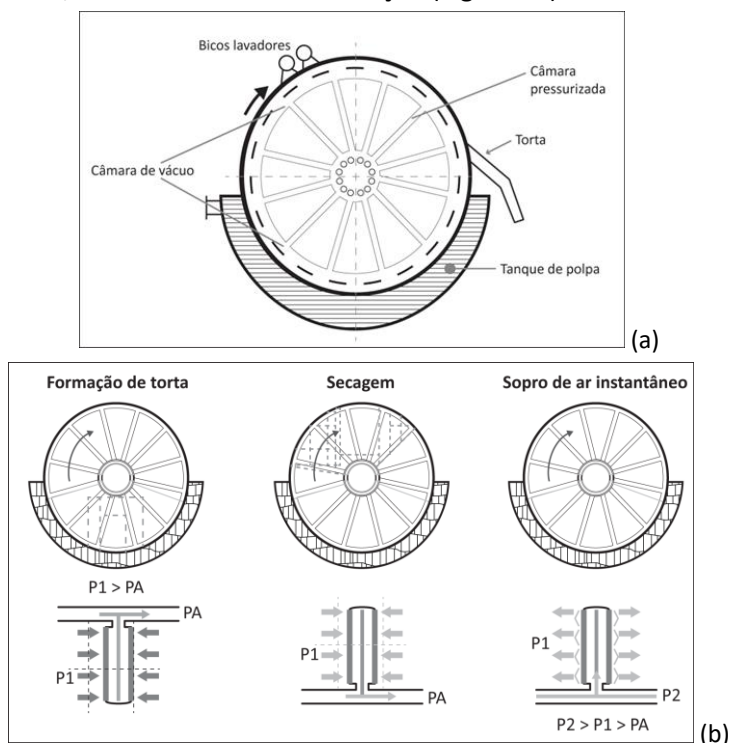 Bicos lavadores
Câmara
pressurizada
Torta
Câmara de vácuo
Tanque de polpa
(a)
Formação de torta
Secagem
Sopro de ar instantâneo
P1 > PA
PA
P1
P1
PA
P1
P2
P2 > P1 > PA
(b)